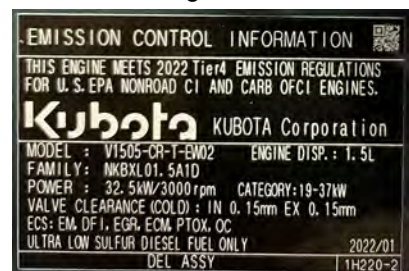 EMISSION CONTROL INFORMATION
THIS ENGINE MEETS 2022 Tier4 EMISSION REGULATIONS
FOR U.S. EPA NONROAD CI AND CARB OFCI ENGINES.
Kubota KUBOTA Corporation
MODEL : V1505-CR-T-EW02 ENGINE DISP.: 1.5L
FAMILY: NKBXL01.5A1D
POWER : 32.5kW/3000rpm CATEGORY:19-37kW
VALVE CLEARANCE (COLD) : IN 0.15mm EX 0.15mm
ECS: EM, DFI, EGR, ECM, PTOX, OC
ULTRA LOW SULFUR DIESEL FUEL ONLY 2022/01
DEL ASSY 1H220-2